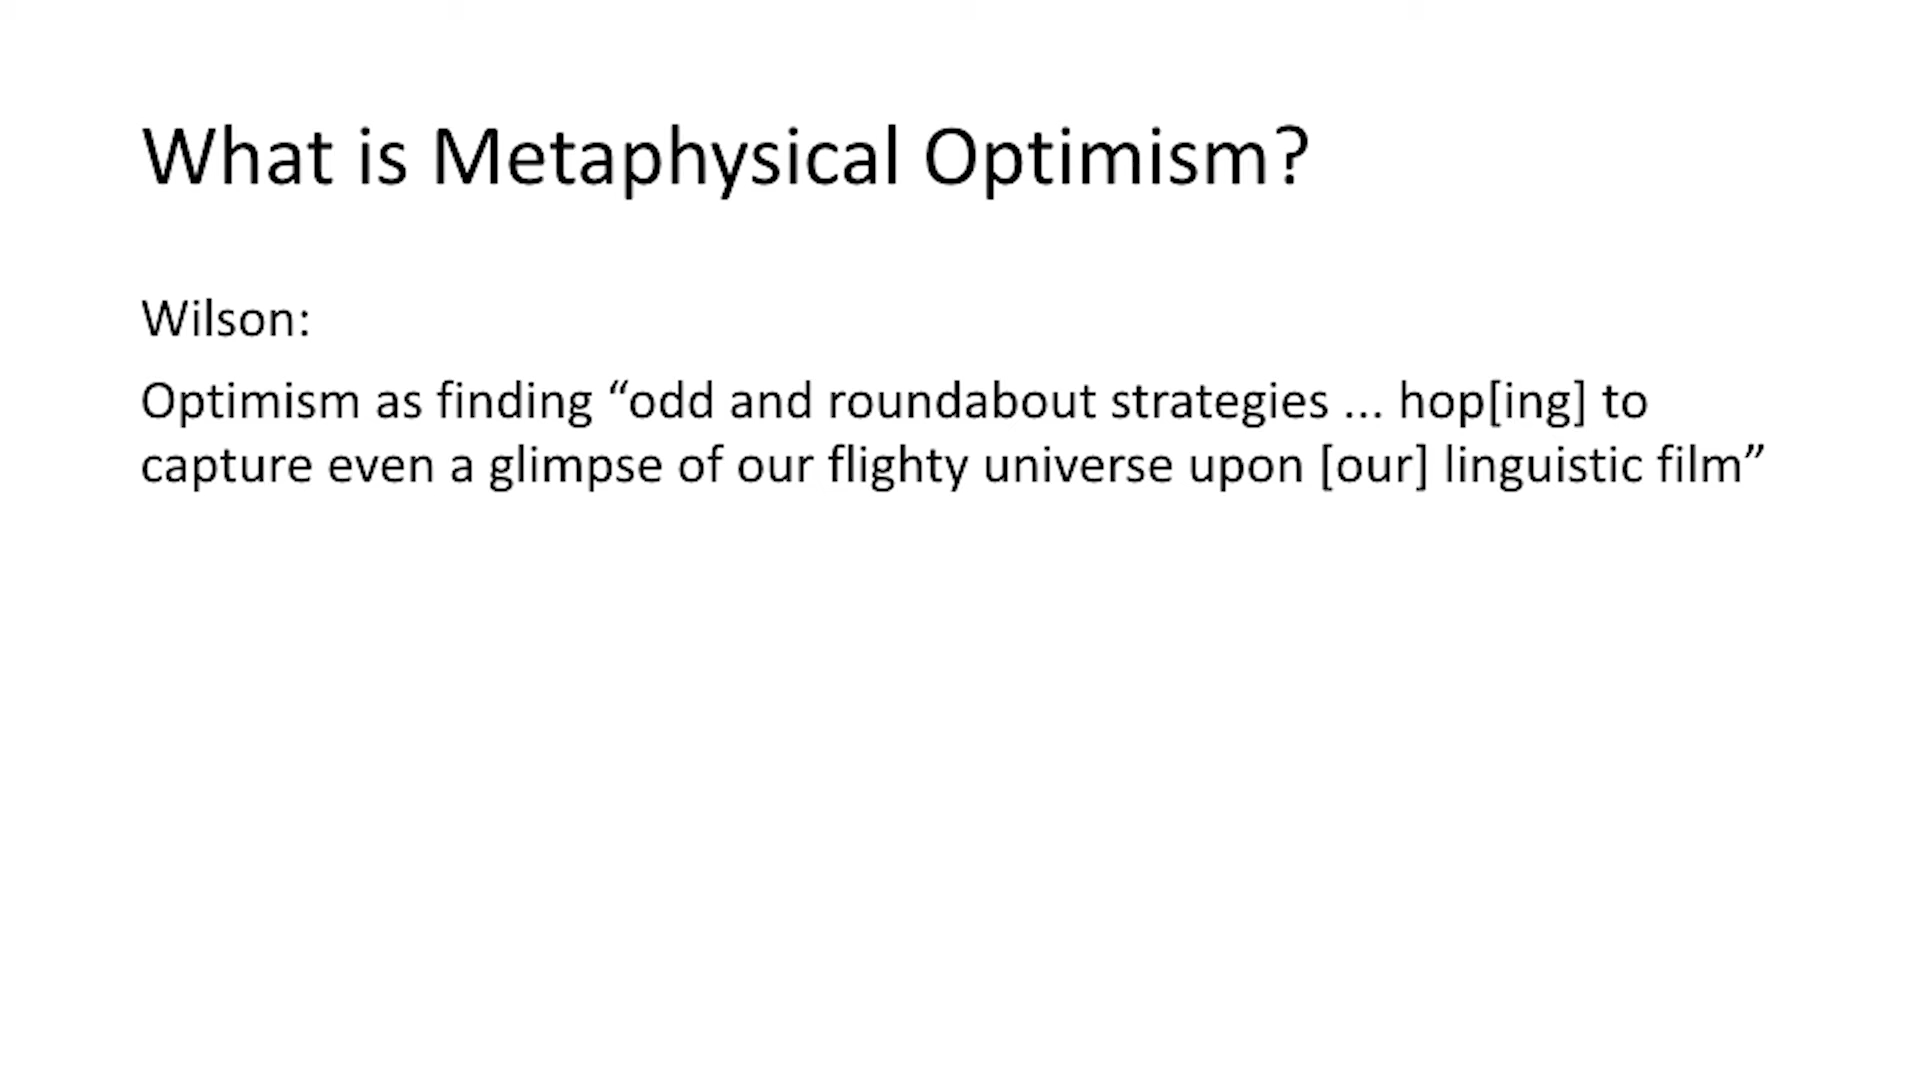 What is Metaphysical Optimism?
Wilson:
Optimism as finding “odd and roundabout strategies ... hop[ing] to
capture even a glimpse of our flighty universe upon [our] linguistic film”